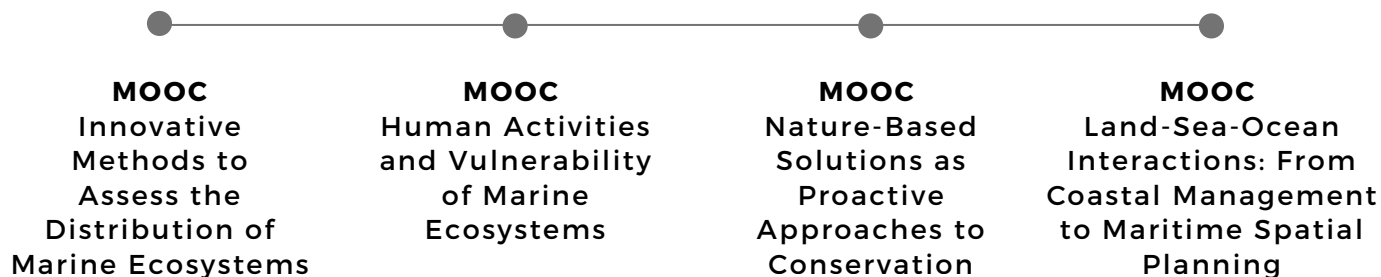 MOOC
Innovative
Methods to
Assess the
Distribution of
Marine Ecosystems
MOOC
Human Activities
and Vulnerability
of Marine
Ecosystems
MOOC
Nature-Based
Solutions as
Proactive
Approaches to
Conservation
MOOC
Land-Sea-Ocean
Interactions: From
Coastal Management
to Maritime Spatial
Planning